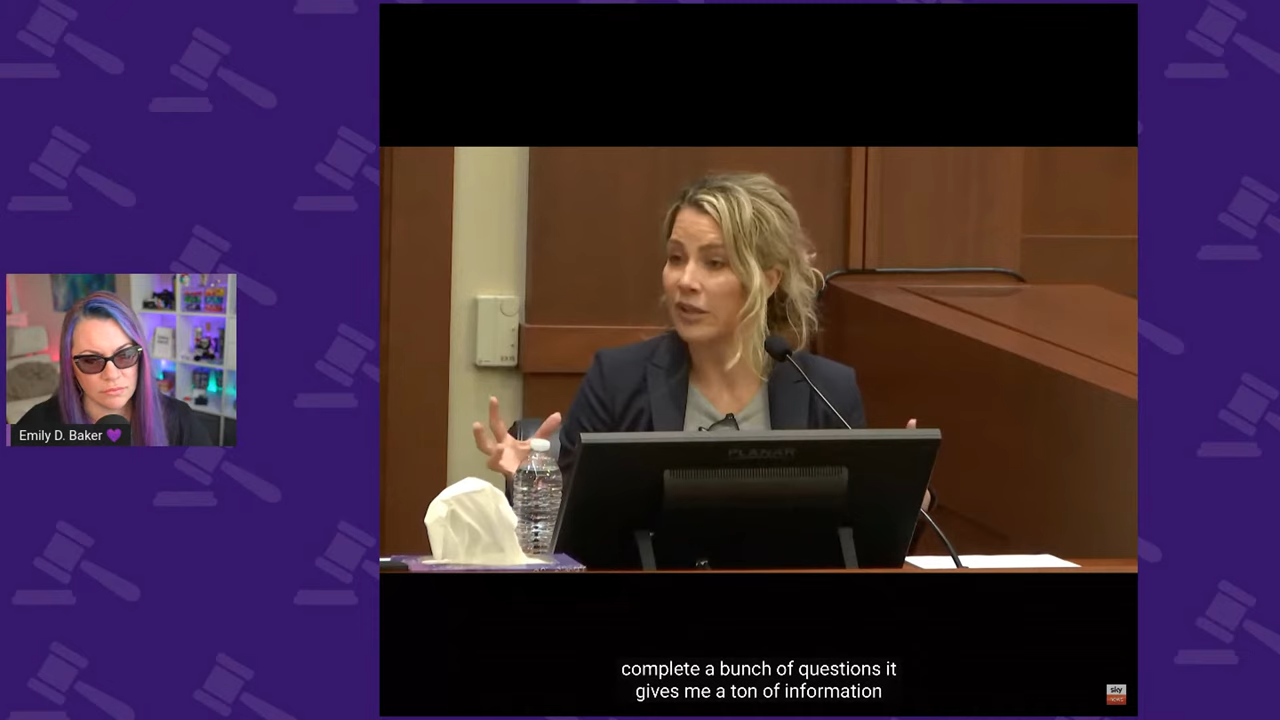 PLANAR
Emily D. Baker 💜
complete a bunch of questions it
gives me a ton of information
sky
news